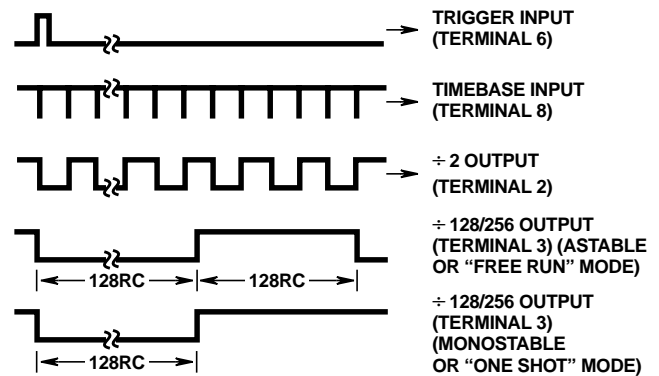 TRIGGER INPUT
(TERMINAL 6)
TIMEBASE INPUT
(TERMINAL 8)
÷ 2 OUTPUT
(TERMINAL 2)
÷ 128/256 OUTPUT
(TERMINAL 3) (ASTABLE
OR “FREE RUN” MODE)
128RC
128RC
÷ 128/256 OUTPUT
(TERMINAL 3)
(MONOSTABLE
OR “ONE SHOT” MODE)
128RC